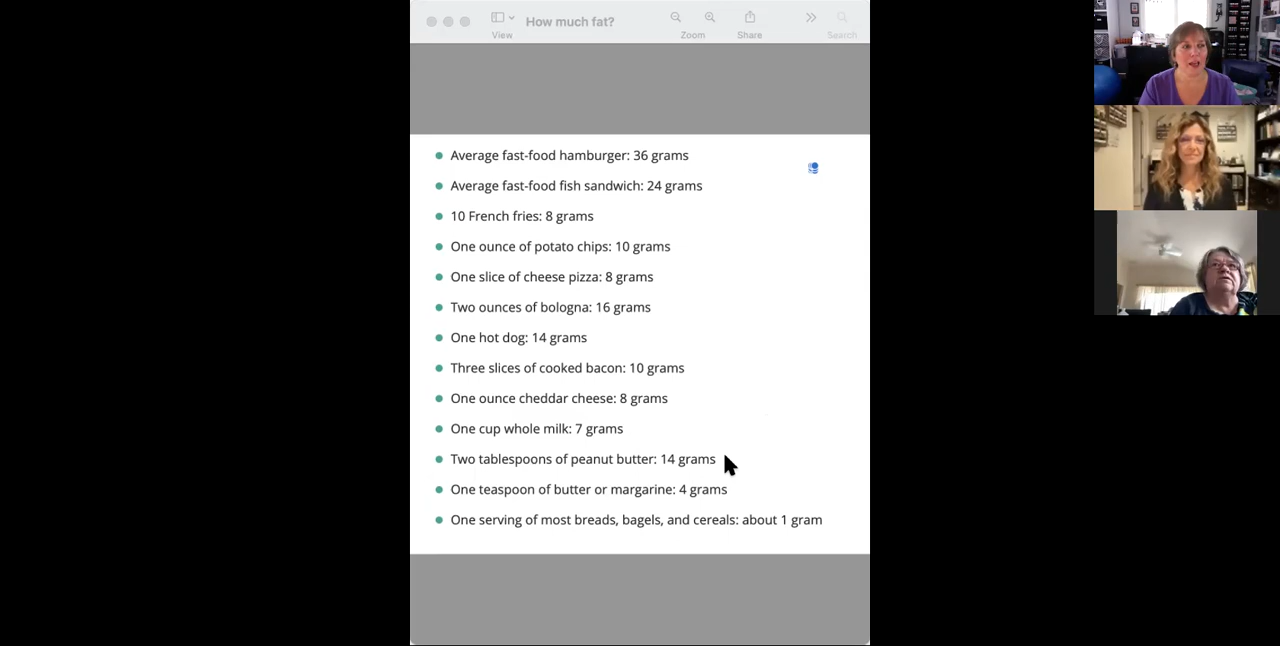 How much fat?
View
Zoom
Share
Search
Average fast-food hamburger: 36 grams
Average fast-food fish sandwich: 24 grams
10 French fries: 8 grams
One ounce of potato chips: 10 grams
One slice of cheese pizza: 8 grams
Two ounces of bologna: 16 grams
One hot dog: 14 grams
Three slices of cooked bacon: 10 grams
One ounce cheddar cheese: 8 grams
One cup whole milk: 7 grams
Two tablespoons of peanut butter: 14 grams
One teaspoon of butter or margarine: 4 grams
One serving of most breads, bagels, and cereals: about 1 gram